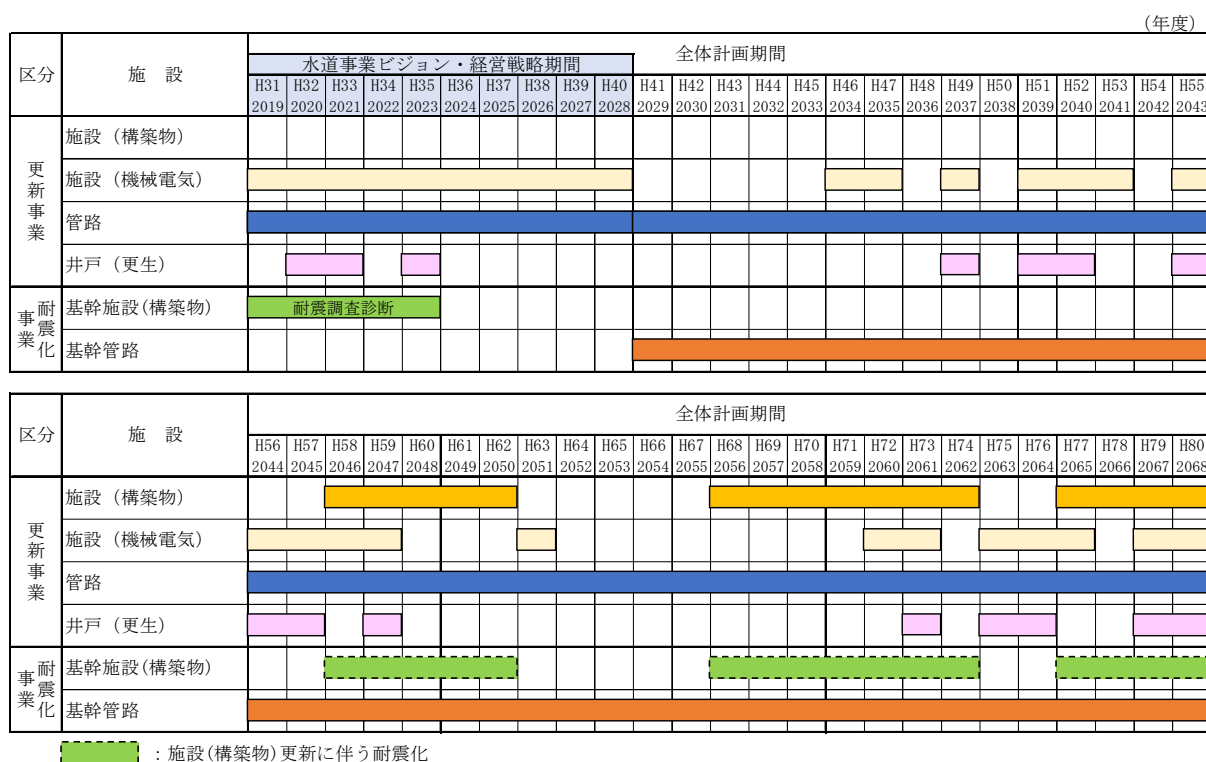 (年度)
区分 施　設 全体計画期間
水道事業ビジョン・経営戦略期間
H31 H32 H33 H34 H35 H36 H37 H38 H39 H40 H41 H42 H43 H44 H45 H46 H47 H48 H49 H50 H51 H52 H53 H54 H55
2019 2020 2021 2022 2023 2024 2025 2026 2027 2028 2029 2030 2031 2032 2033 2034 2035 2036 2037 2038 2039 2040 2041 2042 2043
更新事業
施設（構築物）
施設（機械電気）
管路
井戸（更生）
耐震化事業
基幹施設(構築物) 耐震調査診断
基幹管路
区分 施　設 全体計画期間
H56 H57 H58 H59 H60 H61 H62 H63 H64 H65 H66 H67 H68 H69 H70 H71 H72 H73 H74 H75 H76 H77 H78 H79 H80
2044 2045 2046 2047 2048 2049 2050 2051 2052 2053 2054 2055 2056 2057 2058 2059 2060 2061 2062 2063 2064 2065 2066 2067 2068
更新事業
施設（構築物）
施設（機械電気）
管路
井戸（更生）
耐震化事業
基幹施設(構築物)
基幹管路
：施設(構築物)更新に伴う耐震化